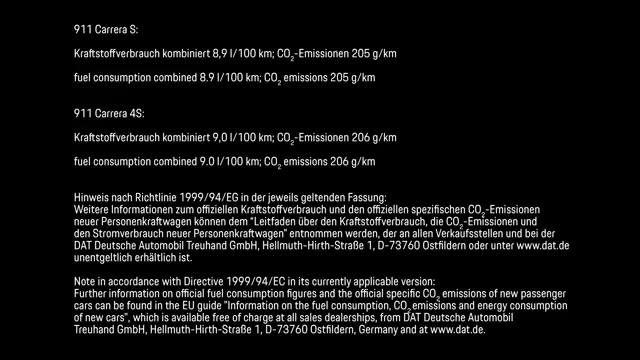 911 Carrera S:
Kraftstoffverbrauch kombiniert 8,9 l/100 km; CO₂-Emissionen 205 g/km
fuel consumption combined 8.9 l/100 km; CO₂ emissions 205 g/km
911 Carrera 4S:
Kraftstoffverbrauch kombiniert 9,0 l/100 km; CO₂-Emissionen 206 g/km
fuel consumption combined 9.0 l/100 km; CO₂ emissions 206 g/km
Hinweis nach Richtlinie 1999/94/EG in der jeweils geltenden Fassung:
Weitere Informationen zum offiziellen Kraftstoffverbrauch und den offiziellen spezifischen CO₂-Emissionen
neuer Personenkraftwagen können dem "Leitfaden über den Kraftstoffverbrauch, die CO₂-Emissionen und
den Stromverbrauch neuer Personenkraftwagen" entnommen werden, der an allen Verkaufsstellen und bei der
DAT Deutsche Automobil Treuhand GmbH, Hellmuth-Hirth-Straße 1, D-73760 Ostfildern oder unter www.dat.de
unentgeltlich erhältlich ist.
Note in accordance with Directive 1999/94/EC in its currently applicable version:
Further information on official fuel consumption figures and the official specific CO₂ emissions of new passenger
cars can be found in the EU guide "Information on the fuel consumption, CO₂ emissions and energy consumption
of new cars", which is available free of charge at all sales dealerships, from DAT Deutsche Automobil
Treuhand GmbH, Hellmuth-Hirth-Straße 1, D-73760 Ostfildern, Germany and at www.dat.de.